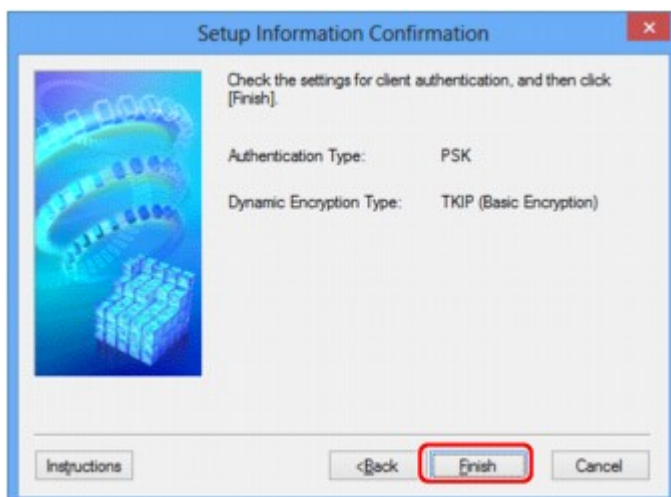 Setup Information Confirmation
Check the settings for client authentication, and then click
[Finish].
Authentication Type: PSK
Dynamic Encryption Type: TKIP (Basic Encryption)
Instructions <Back Finish Cancel